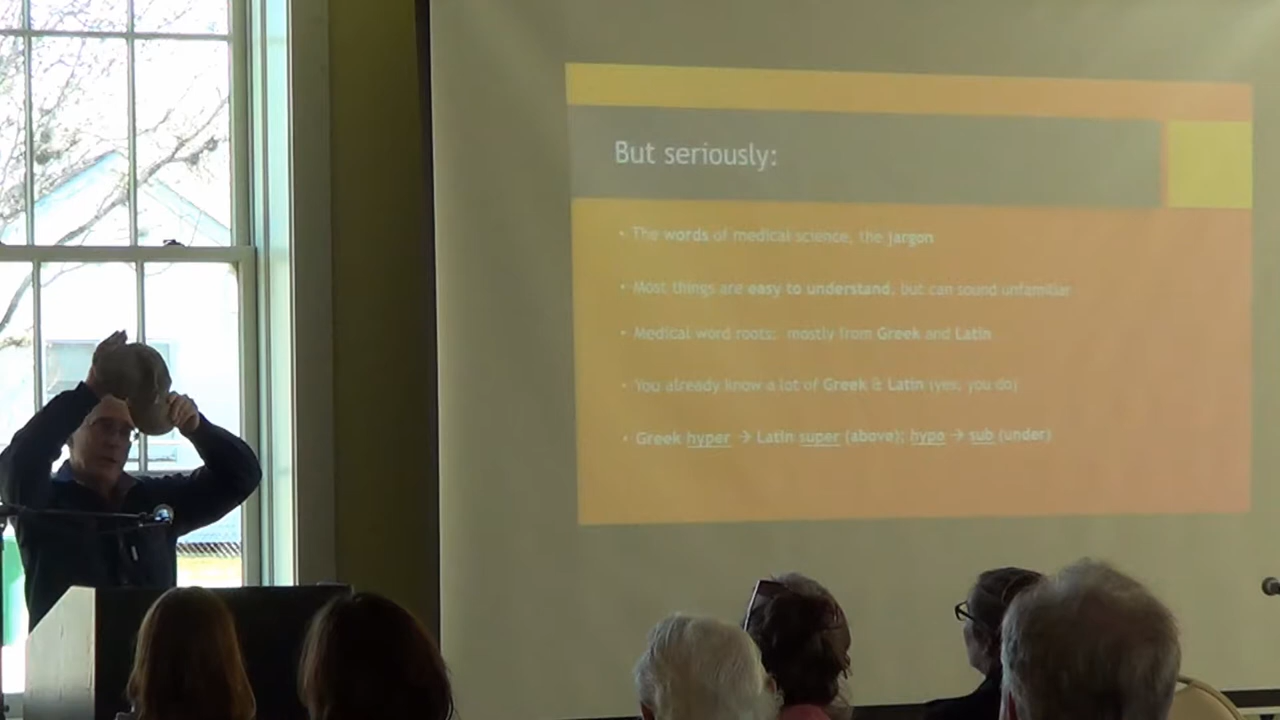 But seriously:
• The words of medical science, the jargon
• Most things are easy to understand, but can sound unfamiliar
• Medical word roots: mostly from Greek and Latin
• You already know a lot of Greek & Latin (yes, you do)
• Greek hyper → Latin super (above); hypo → sub (under)